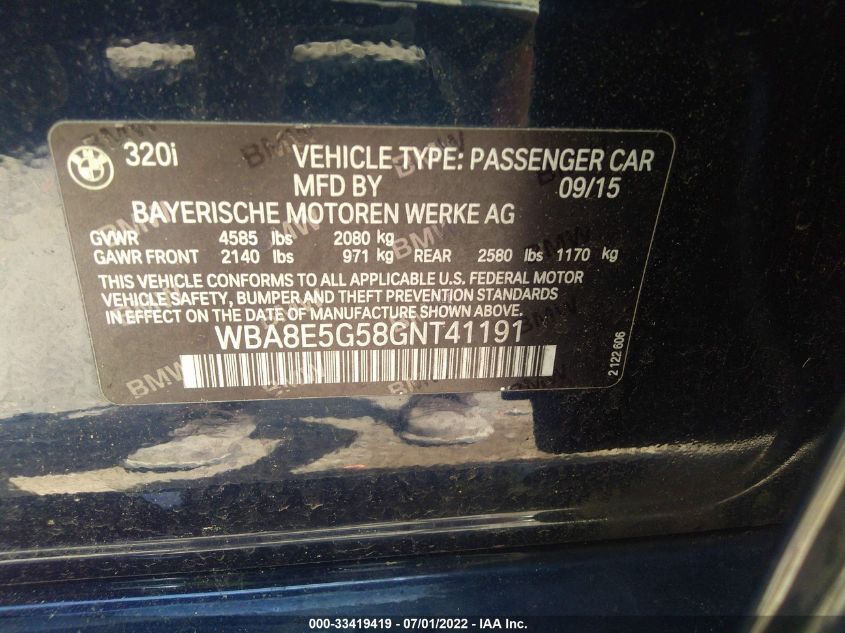 320i VEHICLE TYPE: PASSENGER CAR
MFD BY 09/15
BAYERISCHE MOTOREN WERKE AG
GVWR 4585 lbs 2080 kg
GAWR FRONT 2140 lbs 971 kg REAR 2580 lbs 1170 kg
THIS VEHICLE CONFORMS TO ALL APPLICABLE U.S. FEDERAL MOTOR
VEHICLE SAFETY, BUMPER AND THEFT PREVENTION STANDARDS
IN EFFECT ON THE DATE OF MANUFACTURE SHOWN ABOVE.
WBA8E5G58GNT41191
2 122 606
000-33419419 - 07/01/2022 - IAA Inc.